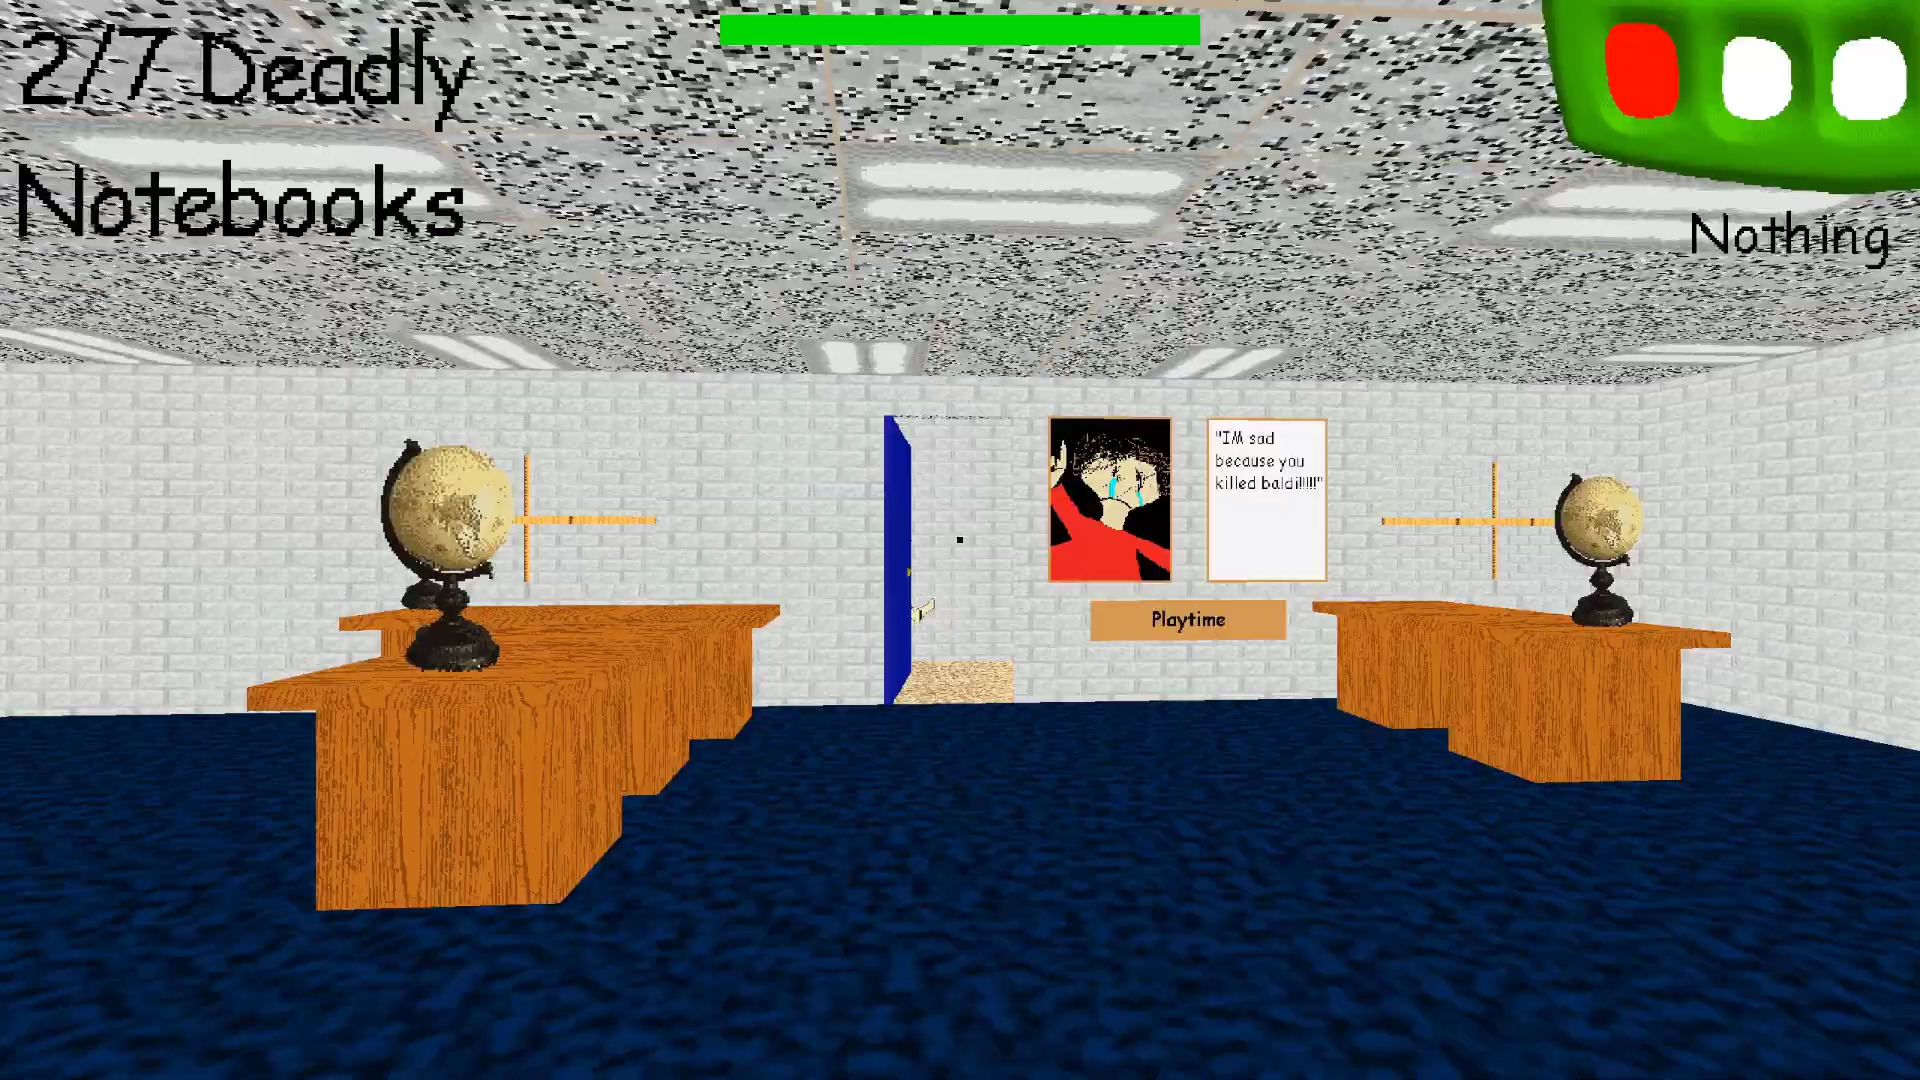 2/7 Deadly
Notebooks
Nothing
"IM sad
because you
killed baldi!!!!!"
Playtime